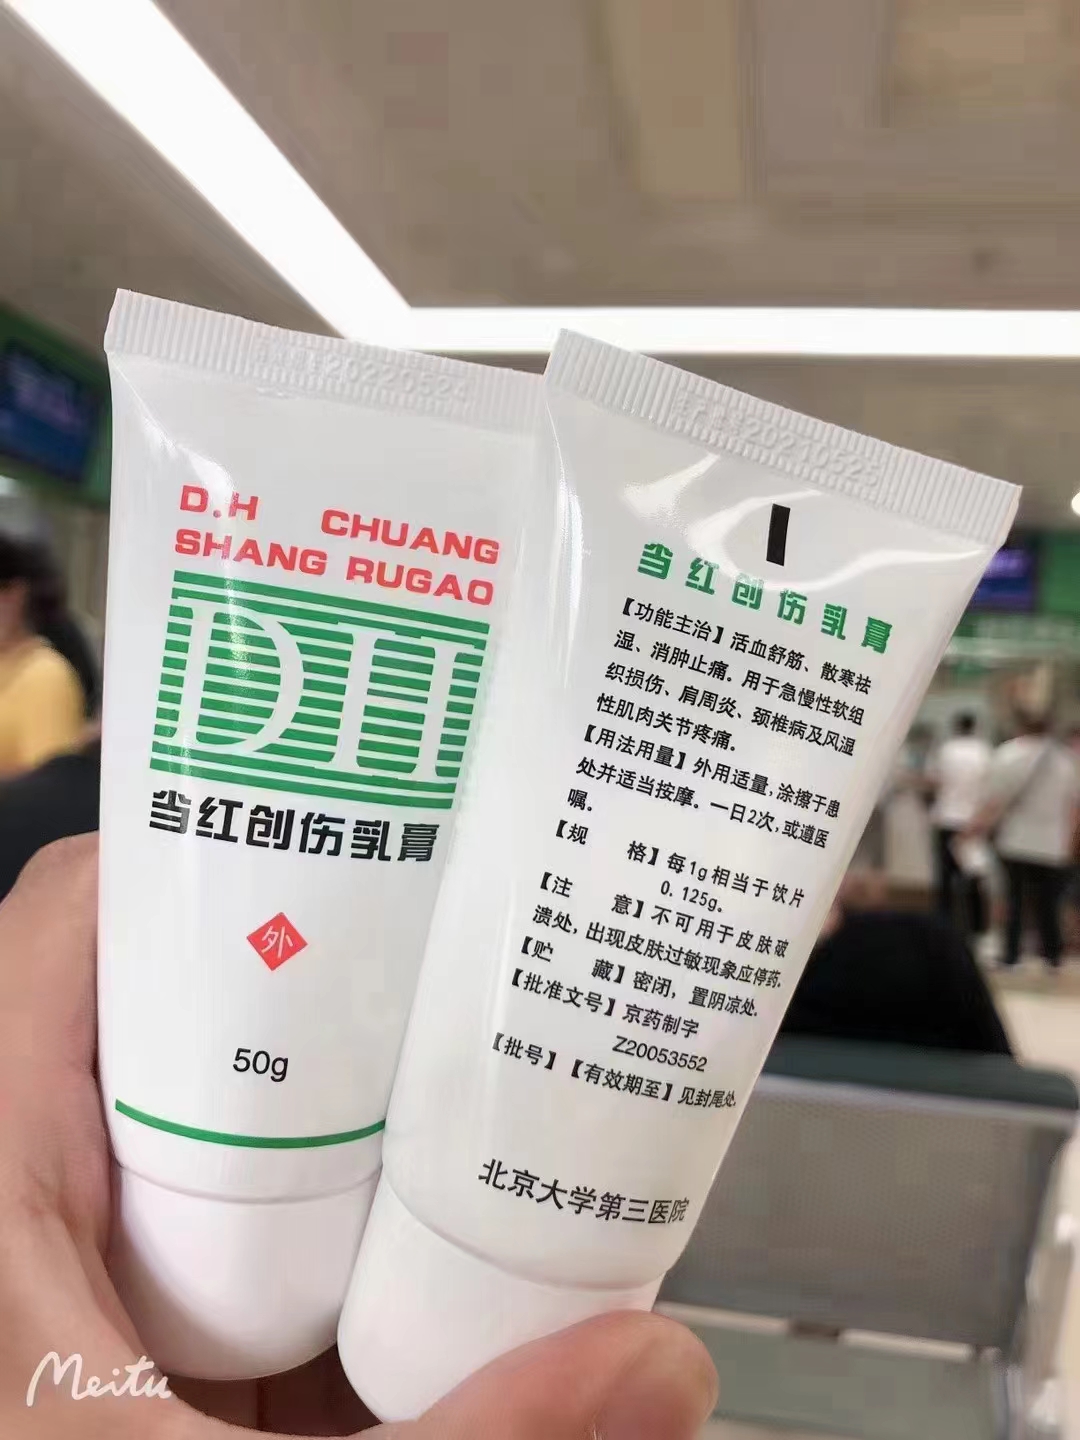 20220524
D.H CHUANG
SHANG RUGAO
DH
当红创伤乳膏
外
50g
20240525
当红创伤乳膏
【功能主治】活血舒筋、散寒祛
湿、消肿止痛。用于急慢性软组
织损伤、肩周炎、颈椎病及风湿
性肌肉关节疼痛。
【用法用量】外用适量,涂擦于患
处并适当按摩。一日2次,或遵医
嘱。
【规 格】每1g相当于饮片
0.125g。
【注 意】不可用于皮肤破
溃处,出现皮肤过敏现象应停药。
【贮 藏】密闭,置阴凉处。
【批准文号】京药制字
Z20053552
【批号】【有效期至】见封尾处。
北京大学第三医院
Meitu